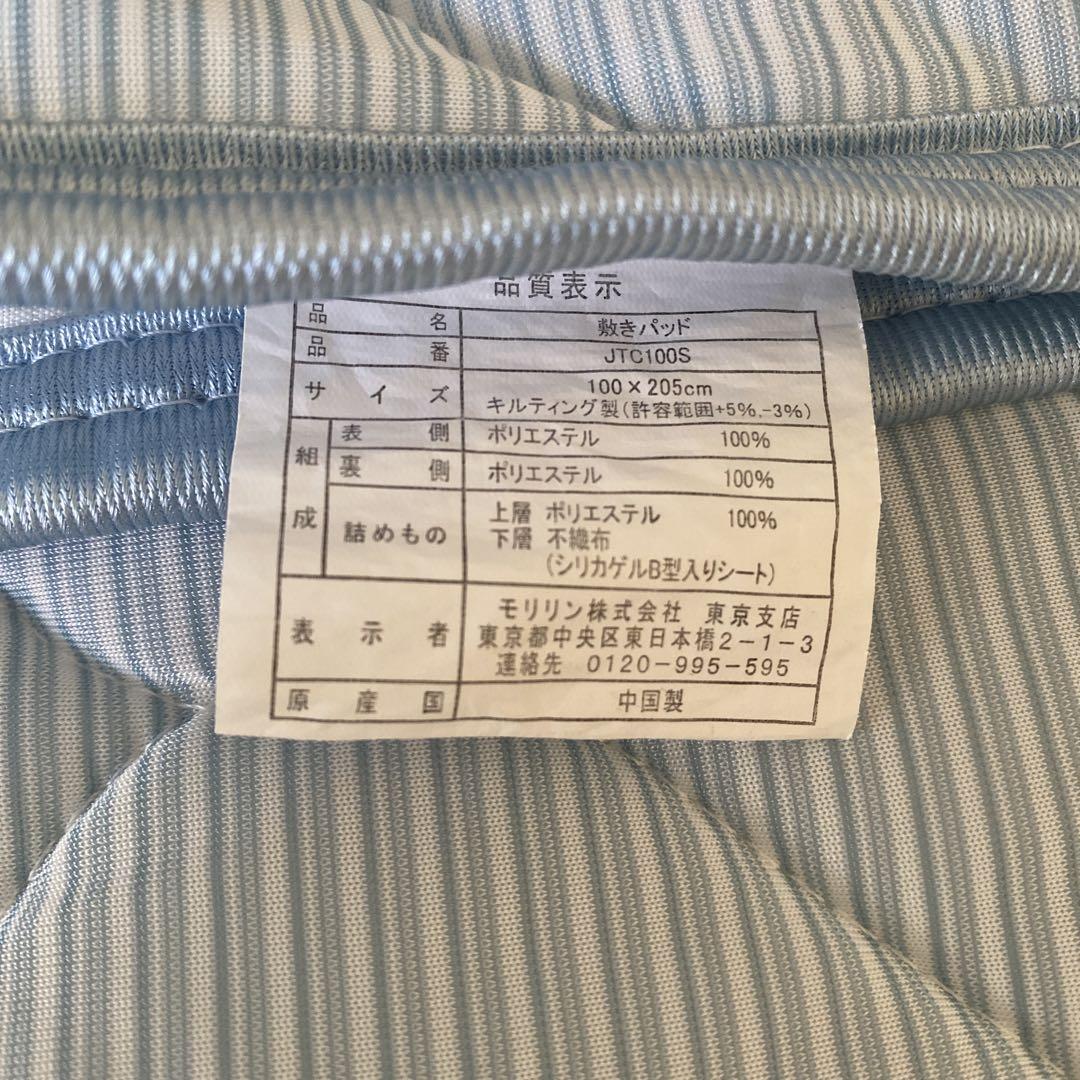 品質表示
品名 敷きパッド
品番 JTC100S
サイズ 100×205cm
キルティング製(許容範囲+5%,-3%)
組成 表側 ポリエステル 100%
裏側 ポリエステル 100%
詰めもの 上層 ポリエステル 100%
下層 不織布
(シリカゲルB型入りシート)
表示者 モリリン株式会社 東京支店
東京都中央区東日本橋2-1-3
連絡先 0120-995-595
原産国 中国製